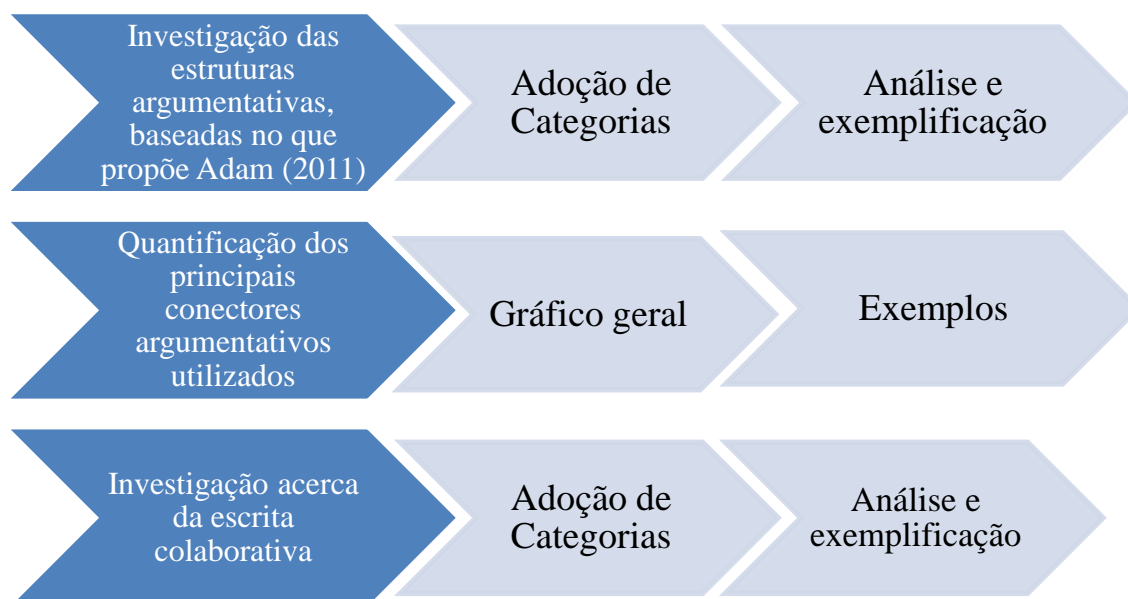 Investigação das
estruturas
argumentativas,
baseadas no que
propõe Adam (2011)
Adoção de
Categorias
Análise e
exemplificação
Quantificação dos
principais
conectores
argumentativos
utilizados
Gráfico geral
Exemplos
Investigação acerca
da escrita
colaborativa
Adoção de
Categorias
Análise e
exemplificação